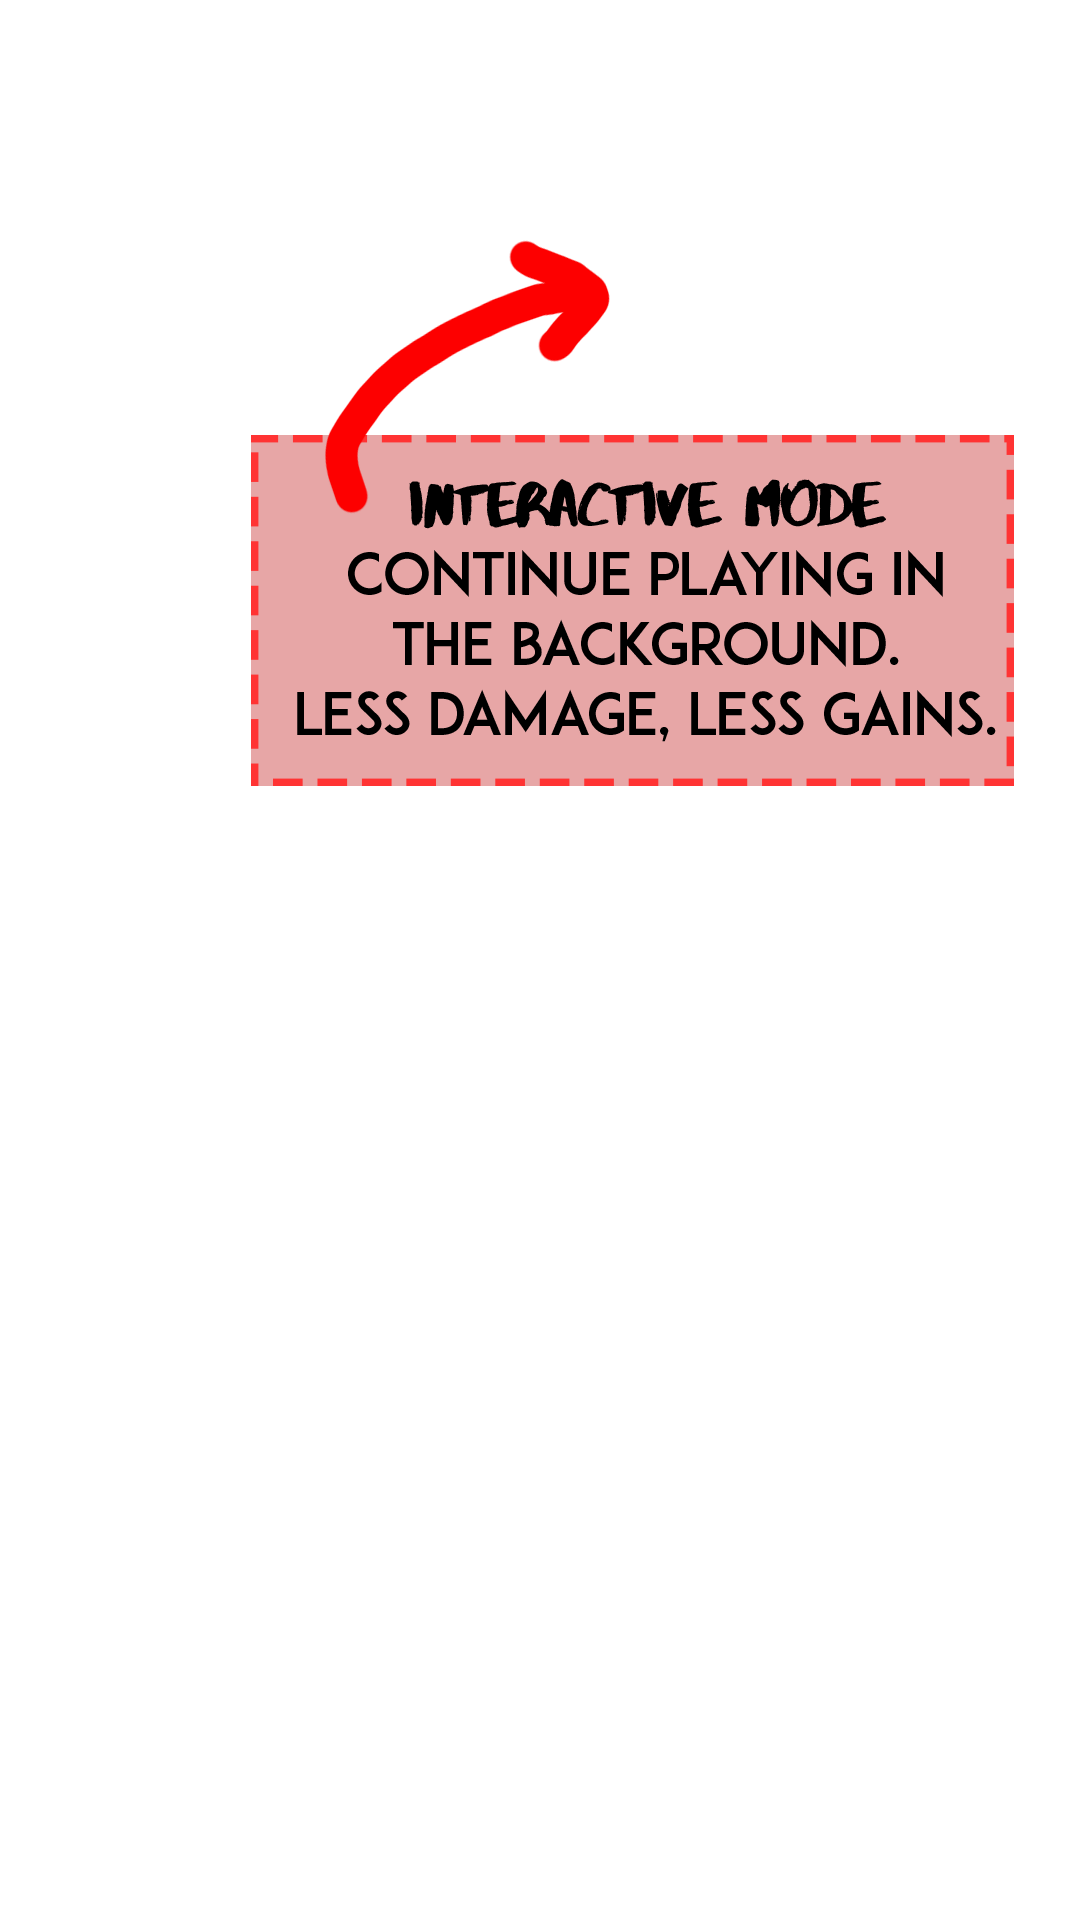 INTERACTIVE MODE
CONTINUE PLAYING IN
THE BACKGROUND.
LESS DAMAGE, LESS GAINS.